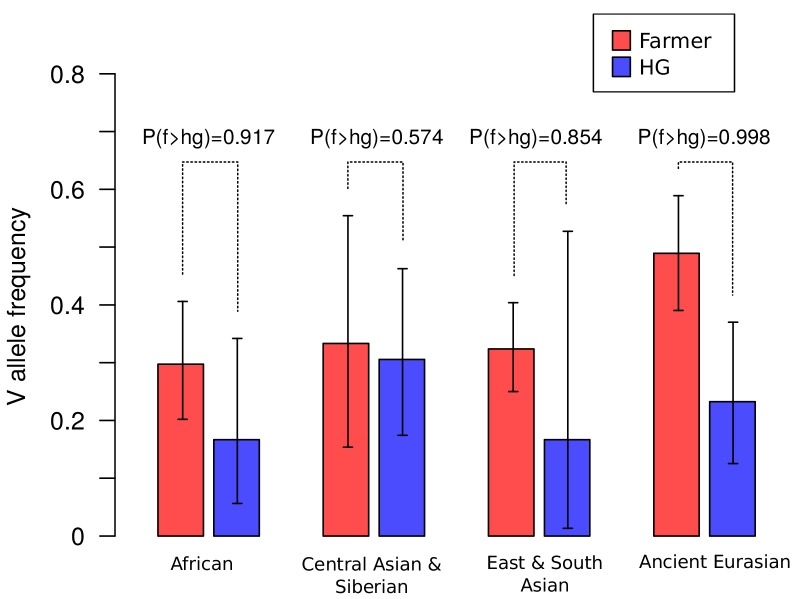 Farmer
HG
V allele frequency
0.8
0.6
0.4
0.2
0
P(f>hg)=0.917
P(f>hg)=0.574
P(f>hg)=0.854
P(f>hg)=0.998
African
Central Asian &
Siberian
East & South
Asian
Ancient Eurasian